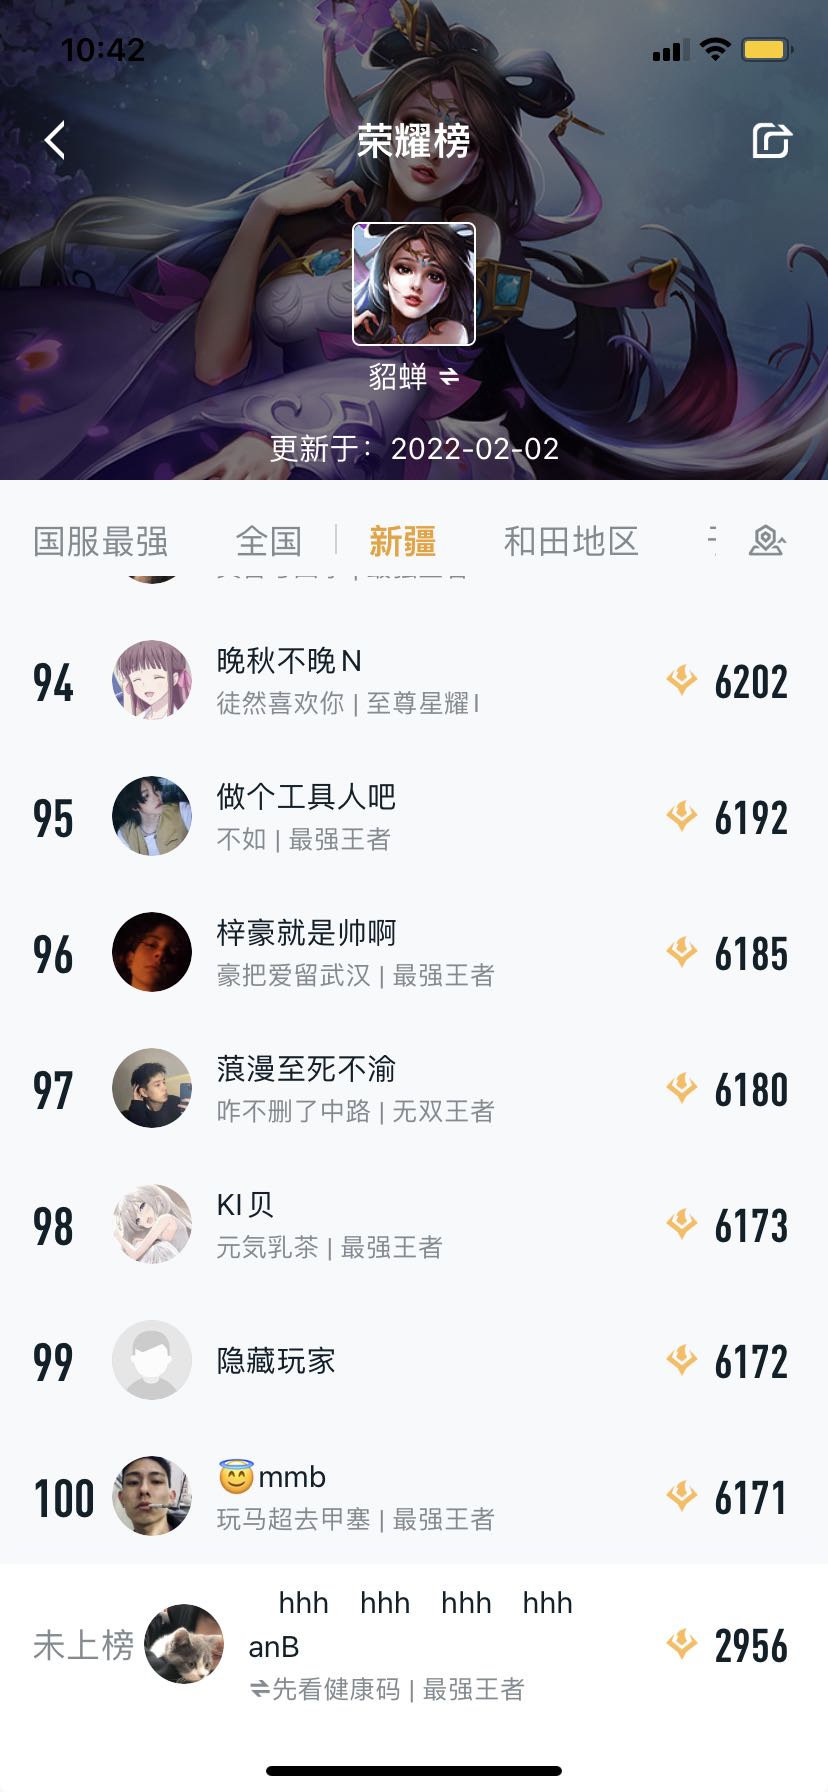 10:42
荣耀榜
貂蝉 ⇌
更新于：2022-02-02
国服最强 全国 | 新疆 和田地区
94 晚秋不晚N 6202
徒然喜欢你 | 至尊星耀I
95 做个工具人吧 6192
不如 | 最强王者
96 梓豪就是帅啊 6185
豪把爱留武汉 | 最强王者
97 蒗漫至死不渝 6180
咋不删了中路 | 无双王者
98 KI贝 6173
元気乳茶 | 最强王者
99 隐藏玩家 6172
100 😇mmb 6171
玩马超去甲塞 | 最强王者
hhh hhh hhh hhh
未上榜 anB 2956
⇌先看健康码 | 最强王者